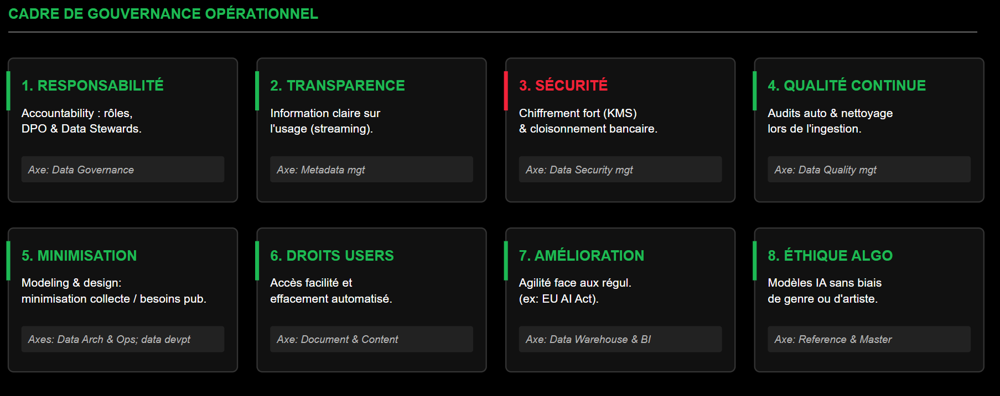 CADRE DE GOUVERNANCE OPÉRATIONNEL
1. RESPONSABILITÉ
Accountability : rôles,
DPO & Data Stewards.
Axe: Data Governance
2. TRANSPARENCE
Information claire sur
l'usage (streaming).
Axe: Metadata mgt
3. SÉCURITÉ
Chiffrement fort (KMS)
& cloisonnement bancaire.
Axe: Data Security mgt
4. QUALITÉ CONTINUE
Audits auto & nettoyage
lors de l'ingestion.
Axe: Data Quality mgt
5. MINIMISATION
Modeling & design:
minimisation collecte / besoins pub.
Axes: Data Arch & Ops; data devpt
6. DROITS USERS
Accès facilité et
effacement automatisé.
Axe: Document & Content
7. AMÉLIORATION
Agilité face aux régul.
(ex: EU AI Act).
Axe: Data Warehouse & BI
8. ÉTHIQUE ALGO
Modèles IA sans biais
de genre ou d'artiste.
Axe: Reference & Master